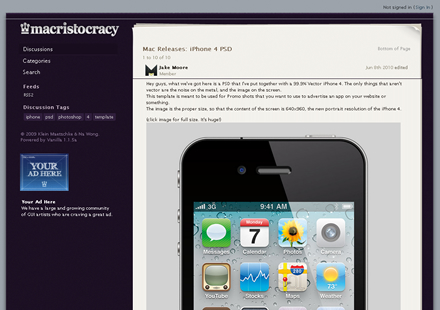 Not signed in ( Sign In )
macristocracy
Discussions
Categories
Search
Feeds
RSS2
Discussion Tags
iphone psd photoshop 4 template
Powered by Vanilla 1.1.5a
YOUR
AD HERE
Your Ad Here
We have a large and growing community
of GUI artists who are craving a great ad.
Mac Releases: iPhone 4 PSD
Bottom of Page
1 to 10 of 10
Jake Moore
Member
Jun 8th 2010 edited
Hey guys, what we've got here is a PSD that I've put together with a 99.9% Vector iPhone 4. The only things that aren't
vector are the noise on the metal, and the image on the screen.
This template is meant to be used for Promo shots that you want to use to advertise an app on your website or
something.
The image is the proper size, so that the content of the screen is 640x960, the new portrait resolution of the iPhone 4.
(click image for full size. It's huge!)
3G
9:41 AM
Messages
Calendar
Photos
Camera
7
280
73°
YouTube
Stocks
Maps
Weather